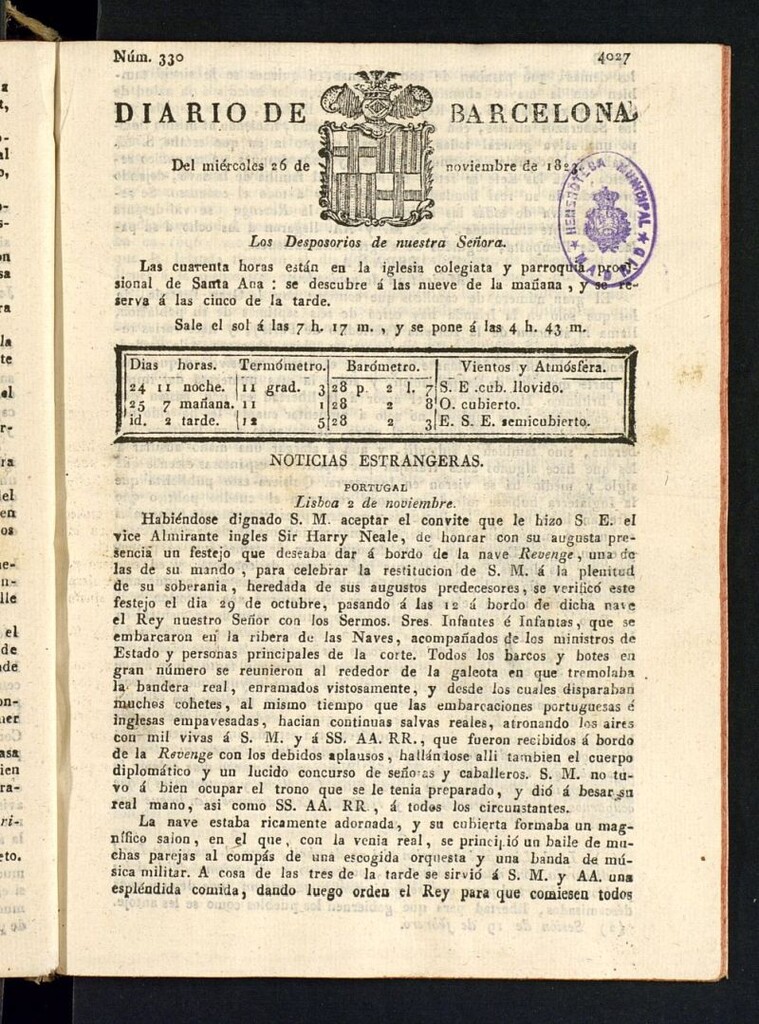 Núm. 330
4027
DIARIO DE BARCELONA,
Del miércoles 26 de noviembre de 1823.
HEMEROTECA MUNICIPAL
MADRID
Los Desposorios de nuestra Señora.
Las cuarenta horas están en la iglesia colegiata y parroquia provi-
sional de Santa Ana : se descubre á las nueve de la mañana , y se re-
serva á las cinco de la tarde.
Sale el sol á las 7 h. 17 m. , y se pone á las 4 h. 43 m.
Dias horas. Termómetro. Barómetro. Vientos y Atmósfera.
24 11 noche. 11 grad. 3 28 p. 2 l. 7 S. E .cub. llovido.
25 7 mañana. 11 1 28 2 8 O. cubierto.
id. 2 tarde. 12 5 28 2 3 E. S. E. semicubierto.
NOTICIAS ESTRANGERAS.
PORTUGAL
Lisboa 2 de noviembre.
Habiéndose dignado S. M. aceptar el convite que le hizo S. E. el
vice Almirante ingles Sir Harry Neale, de honrar con su augusta pre-
sencia un festejo que deseaba dar á bordo de la nave Revenge, una de
las de su mando , para celebrar la restitucion de S. M. á la plenitud
de su soberania , heredada de sus augustos predecesores, se verificó este
festejo el dia 29 de octubre, pasando á las 12 á bordo de dicha nave
el Rey nuestro Señor con los Sermos. Sres. Infantes é Infantas, que se
embarcaron en la ribera de las Naves, acompañados de los ministros de
Estado y personas principales de la corte. Todos los barcos y botes en
gran número se reunieron al rededor de la galeota en que tremolaba
la bandera real , enramados vistosamente, y desde los cuales disparaban
muchos cohetes, al mismo tiempo que las embarcaciones portuguesas é
inglesas empavesadas, hacian continuas salvas reales, atronando los aires
con mil vivas á S. M. y á SS. AA. RR., que fueron recibidos á bordo
de la Revenge con los debidos aplausos, hallándose alli tambien el cuerpo
diplomático y un lucido concurso de señoras y caballeros. S. M. no tu-
vo á bien ocupar el trono que se le tenia preparado, y dió á besar su
real mano, asi como SS. AA. RR., á todos los circunstantes.
La nave estaba ricamente adornada, y su cubierta formaba un mag-
nífico salon, en el que, con la venia real, se principió un baile de mu-
chas parejas al compás de una escogida orquesta y una banda de mú-
sica militar. A cosa de las tres de la tarde se sirvió á S. M. y AA. una
espléndida comida, dando luego orden el Rey para que comiesen todos